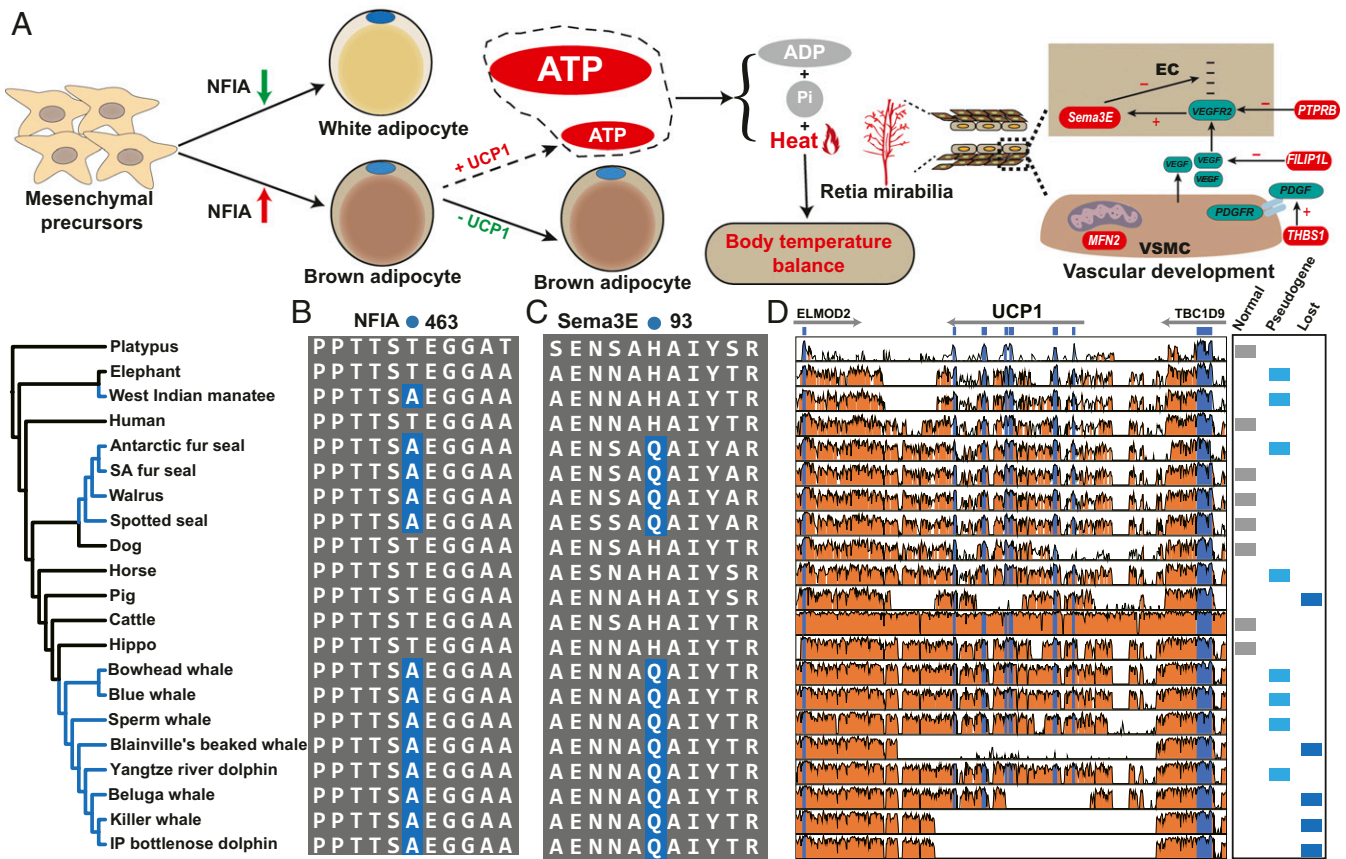 A
NFIA
White adipocyte
Mesenchymal
precursors
NFIA
Brown adipocyte
+ UCP1
- UCP1
ATP
ATP
Brown adipocyte
ADP
+
Pi
+
Heat
Body temperature
balance
Retia mirabilia
EC
Sema3E
−
+
VEGFR2
−
PTPRB
VEGF
VEGF
VEGF
−
FILIP1L
PDGF
PDGFR
+
THBS1
MFN2
VSMC
Vascular development
B
NFIA 463
C
Sema3E 93
D
ELMOD2
UCP1
TBC1D9
Normal
Pseudogene
Lost
Platypus PPTTSTEGGAT SENSAHAIYSR
Elephant PPTTSTEGGAA AENNAHAIYTR
West Indian manatee PPTTSAEGGAA AENNAHAIYTR
Human PPTTSTEGGAA AENNAHAIYTR
Antarctic fur seal PPTTSAEGGAA AENSAQAIYAR
SA fur seal PPTTSAEGGAA AENSAQAIYAR
Walrus PPTTSAEGGAA AENSAQAIYAR
Spotted seal PPTTSAEGGAA AESSAQAIYAR
Dog PPTTSTEGGAA AENSAHAIYTR
Horse PPTTSTEGGAA AESNAHAIYSR
Pig PPTTSTEGGAA AENNAHAIYSR
Cattle PPTTSTEGGAA AENSAHAIYTR
Hippo PPTTSTEGGAA AENNAHAIYTR
Bowhead whale PPTTSAEGGAA AENNAQAIYTR
Blue whale PPTTSAEGGAA AENNAQAIYTR
Sperm whale PPTTSAEGGAA AENNAQAIYTR
Blainville's beaked whale PPTTSAEGGAA AENNAQAIYTR
Yangtze river dolphin PPTTSAEGGAA AENNAQAIYTR
Beluga whale PPTTSAEGGAA AENNAQAIYTR
Killer whale PPTTSAEGGAA AENNAQAIYTR
IP bottlenose dolphin PPTTSAEGGAA AENNAQAIYTR